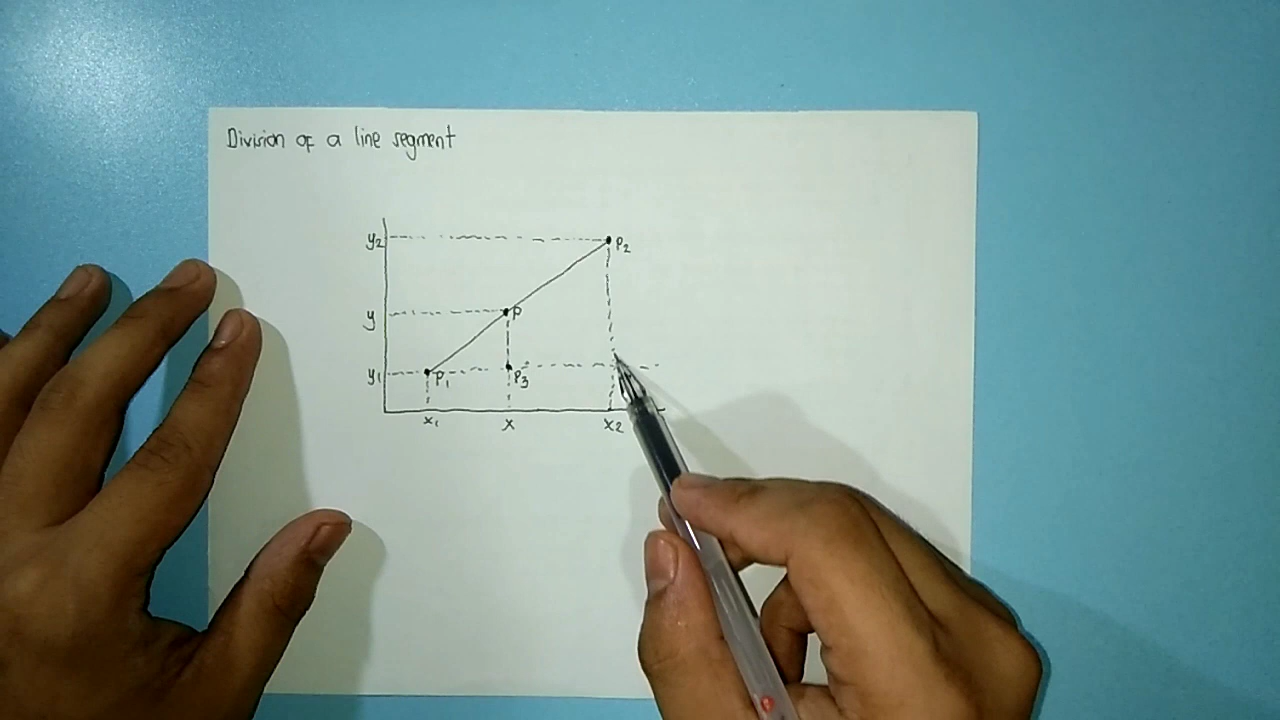 Division of a line segment
y₂
P₂
y
P
y₁
P₁
P₃
x₁
x
x₂